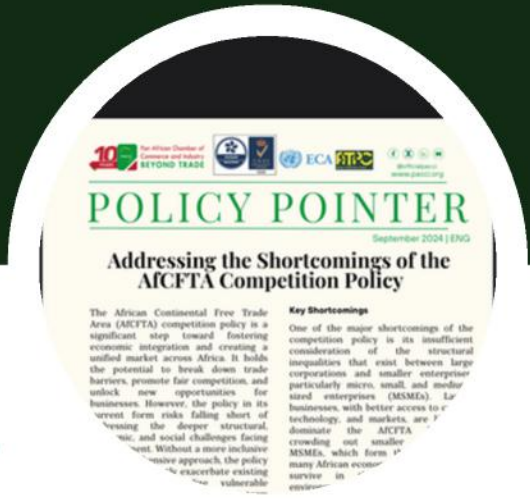 10
Pan African Chamber of
Commerce and Industry
BEYOND TRADE
ECA
ATPC
www.pacci.org
POLICY POINTER
September 2024 | ENG
Addressing the Shortcomings of the
AfCFTA Competition Policy
The African Continental Free Trade
Area (AfCFTA) competition policy is a
significant step toward fostering
economic integration and creating a
unified market across Africa. It holds
the potential to break down trade
barriers, promote fair competition, and
unlock new opportunities for
businesses. However, the policy in its
current form risks falling short of
the deeper structural,
and social challenges facing
Without a more inclusive
approach, the policy
exacerbate existing
vulnerable
Key Shortcomings
One of the major shortcomings of the
competition policy is its insufficient
consideration of the structural
inequalities that exist between large
corporations and smaller enterprises
particularly micro, small, and
sized enterprises (MSMEs).
businesses, with better access to
technology, and markets, are
dominate the AfCFTA
crowding out smaller
MSMEs, which form
many African
survive in